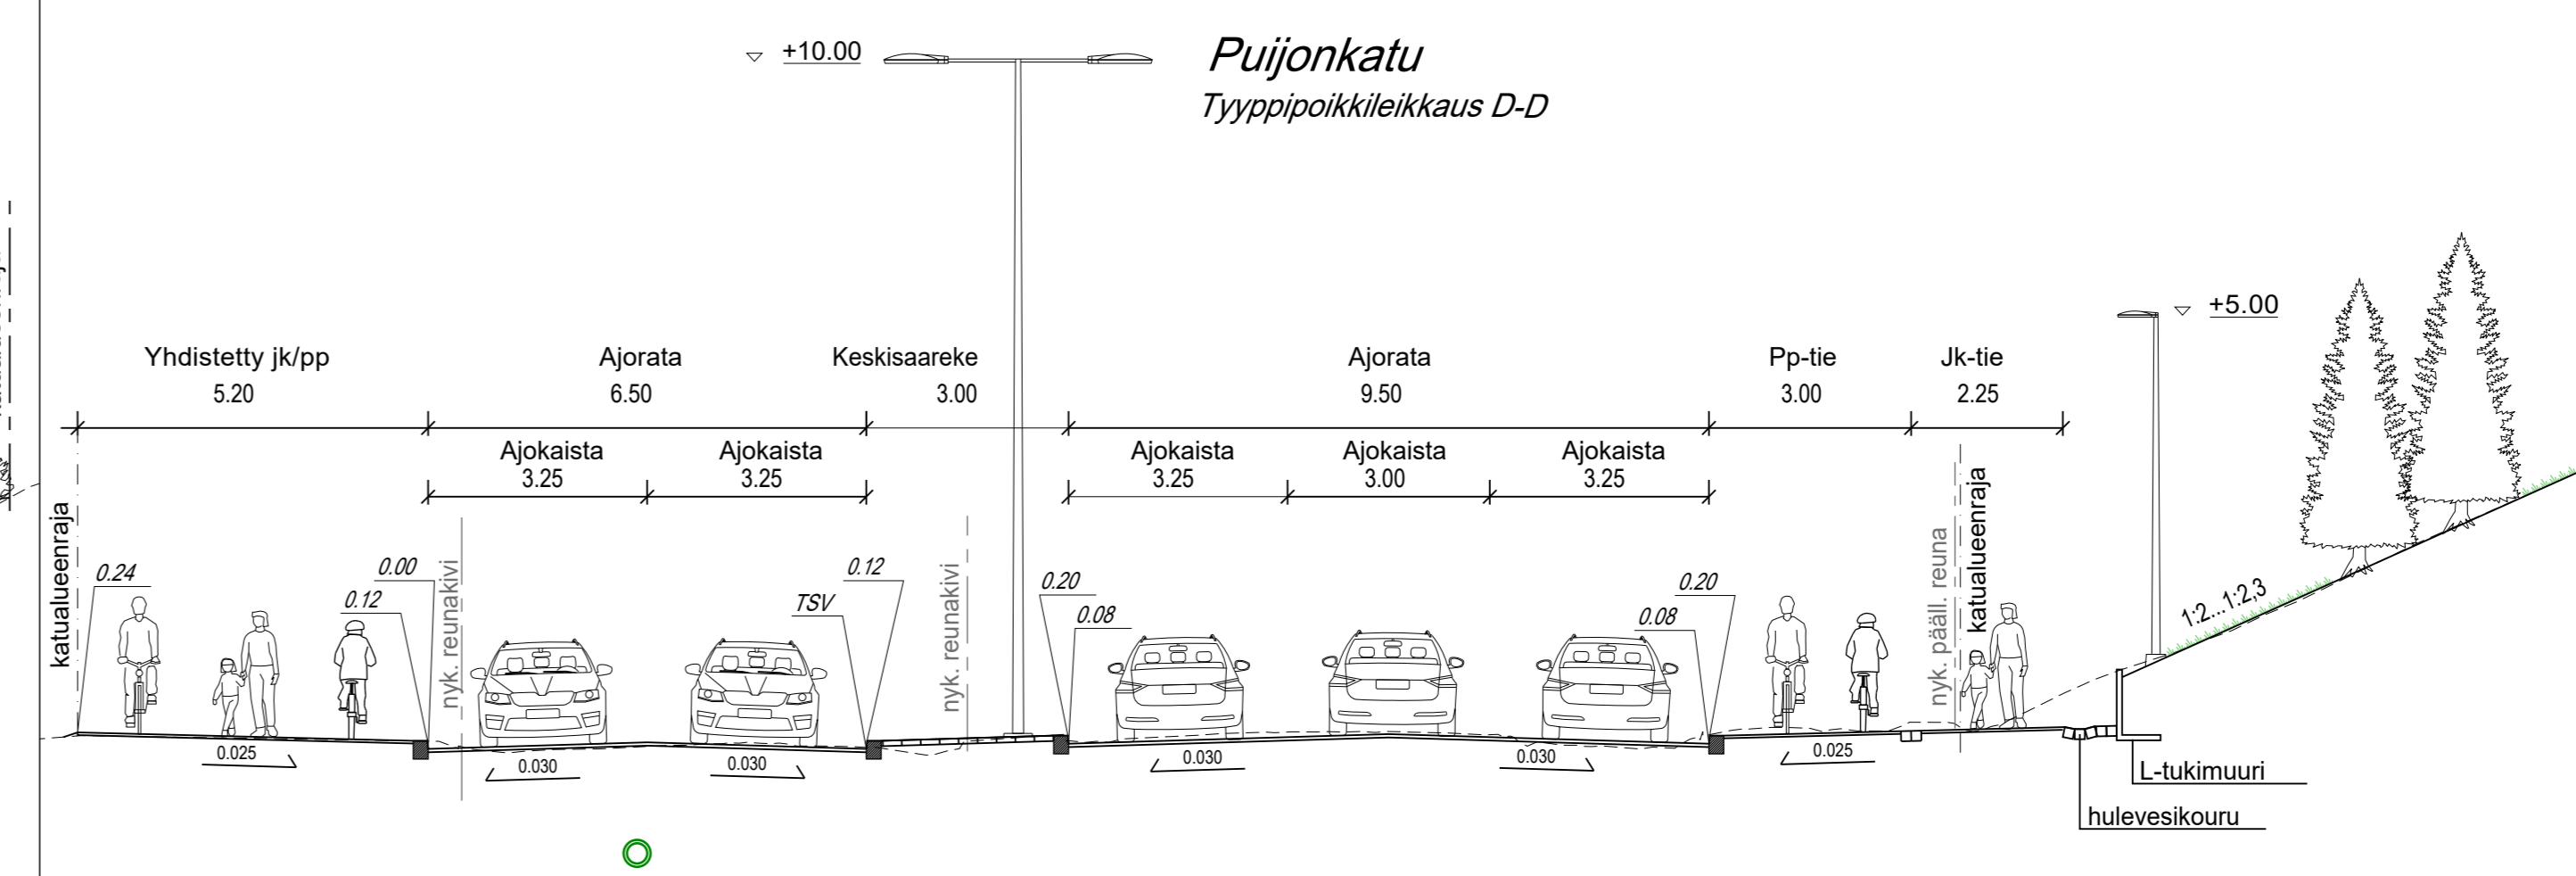 +10.00
Puijonkatu
Tyyppipoikkileikkaus D-D
+5.00
Yhdistetty jk/pp
Ajorata
Keskisaareke
Ajorata
Pp-tie
Jk-tie
5.20
6.50
3.00
9.50
3.00
2.25
Ajokaista
Ajokaista
Ajokaista
Ajokaista
Ajokaista
3.25
3.25
3.25
3.00
3.25
katualueenraja
0.24
0.00
0.12
nyk. reunakivi
TSV
0.12
nyk. reunakivi
0.20
0.08
0.20
0.08
nyk. pääll. reuna
katualueenraja
1:2...1:2,3
0.025
0.030
0.030
0.030
0.030
0.025
L-tukimuuri
hulevesikouru